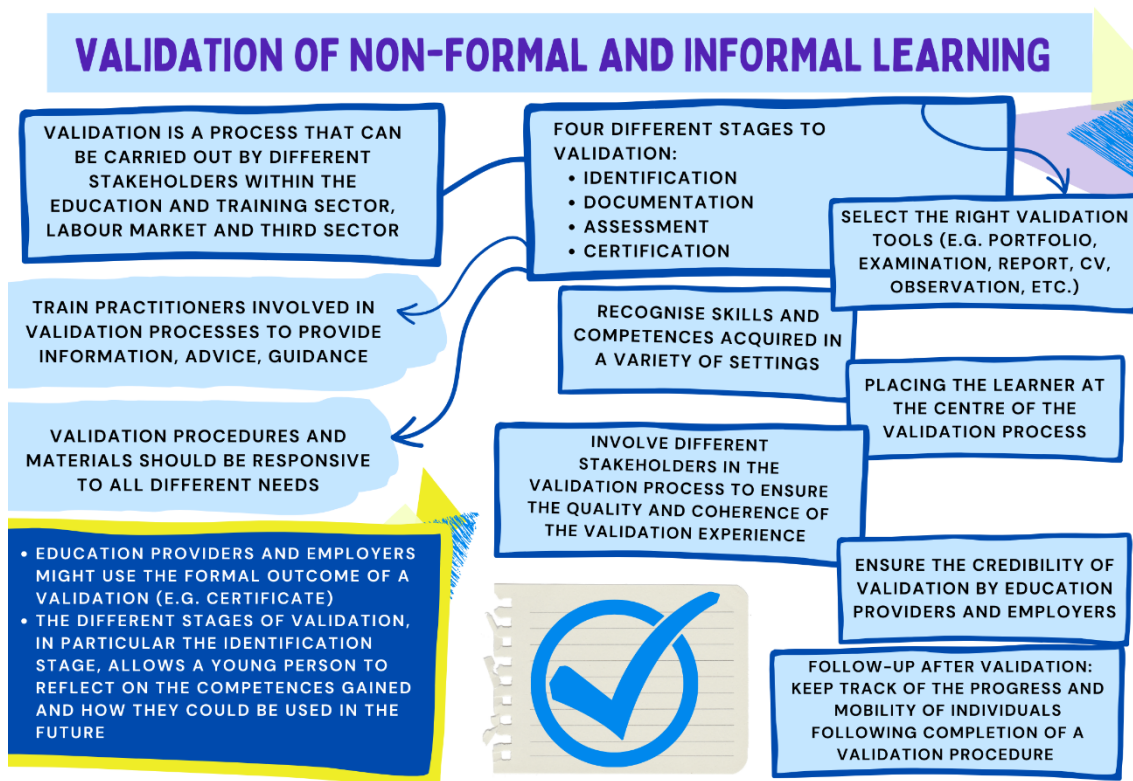 VALIDATION OF NON-FORMAL AND INFORMAL LEARNING
VALIDATION IS A PROCESS THAT CAN
BE CARRIED OUT BY DIFFERENT
STAKEHOLDERS WITHIN THE
EDUCATION AND TRAINING SECTOR,
LABOUR MARKET AND THIRD SECTOR
FOUR DIFFERENT STAGES TO
VALIDATION:
• IDENTIFICATION
• DOCUMENTATION
• ASSESSMENT
• CERTIFICATION
SELECT THE RIGHT VALIDATION
TOOLS (E.G. PORTFOLIO,
EXAMINATION, REPORT, CV,
OBSERVATION, ETC.)
TRAIN PRACTITIONERS INVOLVED IN
VALIDATION PROCESSES TO PROVIDE
INFORMATION, ADVICE, GUIDANCE
RECOGNISE SKILLS AND
COMPETENCES ACQUIRED IN
A VARIETY OF SETTINGS
PLACING THE LEARNER AT
THE CENTRE OF THE
VALIDATION PROCESS
VALIDATION PROCEDURES AND
MATERIALS SHOULD BE RESPONSIVE
TO ALL DIFFERENT NEEDS
INVOLVE DIFFERENT
STAKEHOLDERS IN THE
VALIDATION PROCESS TO ENSURE
THE QUALITY AND COHERENCE OF
OF THE VALIDATION EXPERIENCE
• EDUCATION PROVIDERS AND EMPLOYERS
MIGHT USE THE FORMAL OUTCOME OF A
VALIDATION (E.G. CERTIFICATE)
• THE DIFFERENT STAGES OF VALIDATION,
IN PARTICULAR THE IDENTIFICATION
STAGE, ALLOWS A YOUNG PERSON TO
REFLECT ON THE COMPETENCES GAINED
AND HOW THEY COULD BE USED IN THE
FUTURE
ENSURE THE CREDIBILITY OF
VALIDATION BY EDUCATION
PROVIDERS AND EMPLOYERS
FOLLOW-UP AFTER VALIDATION:
KEEP TRACK OF THE PROGRESS AND
MOBILITY OF INDIVIDUALS
FOLLOWING COMPLETION OF A
VALIDATION PROCEDURE